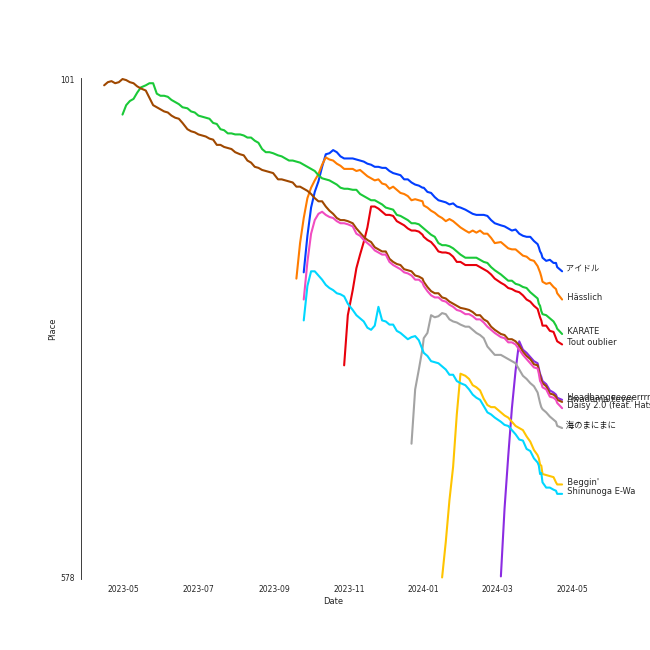 101
578
Place
2023-05
2023-07
2023-09
2023-11
2024-01
2024-03
2024-05
Date
アイドル
Hässlich
KARATE
Tout oublier
Daisy 2.0 (feat. Hats
海のまにまに
Beggin'
Shinunoga E-Wa